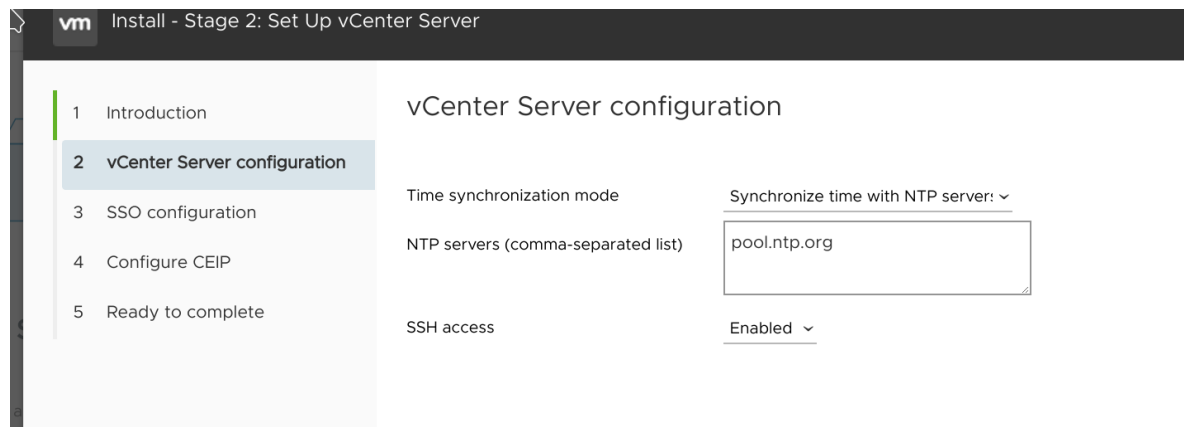 vm Install - Stage 2: Set Up vCenter Server
1 Introduction
2 vCenter Server configuration
3 SSO configuration
4 Configure CEIP
5 Ready to complete
vCenter Server configuration
Time synchronization mode Synchronize time with NTP servers
NTP servers (comma-separated list) pool.ntp.org
SSH access Enabled